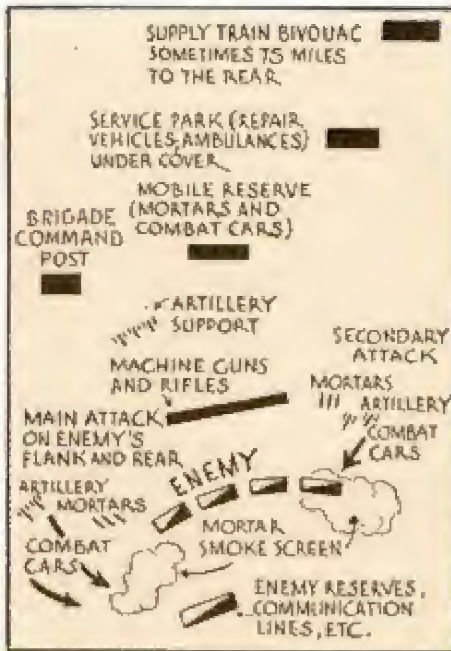 SUPPLY TRAIN BIVOUAC
SOMETIMES 75 MILES
TO THE REAR
SERVICE PARK (REPAIR
VEHICLES, AMBULANCES)
UNDER COVER
MOBILE RESERVE
(MORTARS AND
COMBAT CARS)
BRIGADE
COMMAND
POST
ARTILLERY
SUPPORT
MACHINE GUNS
AND RIFLES
SECONDARY
ATTACK
MORTARS
ARTILLERY
COMBAT
CARS
MAIN ATTACK
ON ENEMY'S
FLANK AND REAR
ENEMY
ARTILLERY
MORTARS
COMBAT
CARS
MORTAR
SMOKE SCREEN
ENEMY RESERVES,
COMMUNICATION
LINES, ETC.